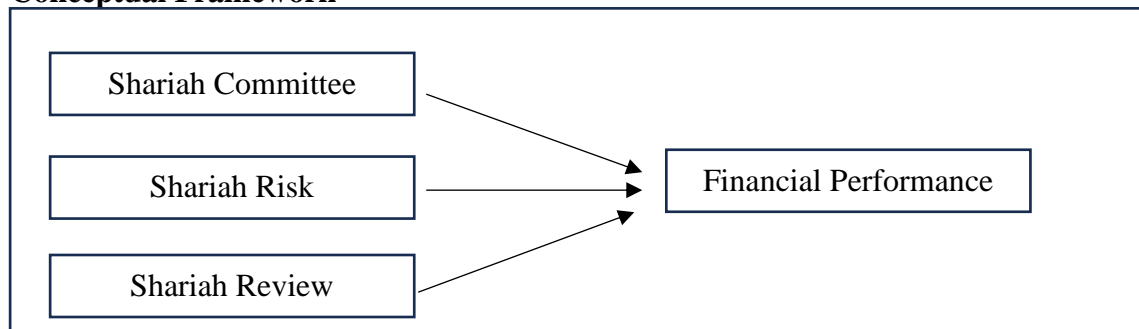 Conceptual Framework
Shariah Committee
Shariah Risk
Financial Performance
Shariah Review